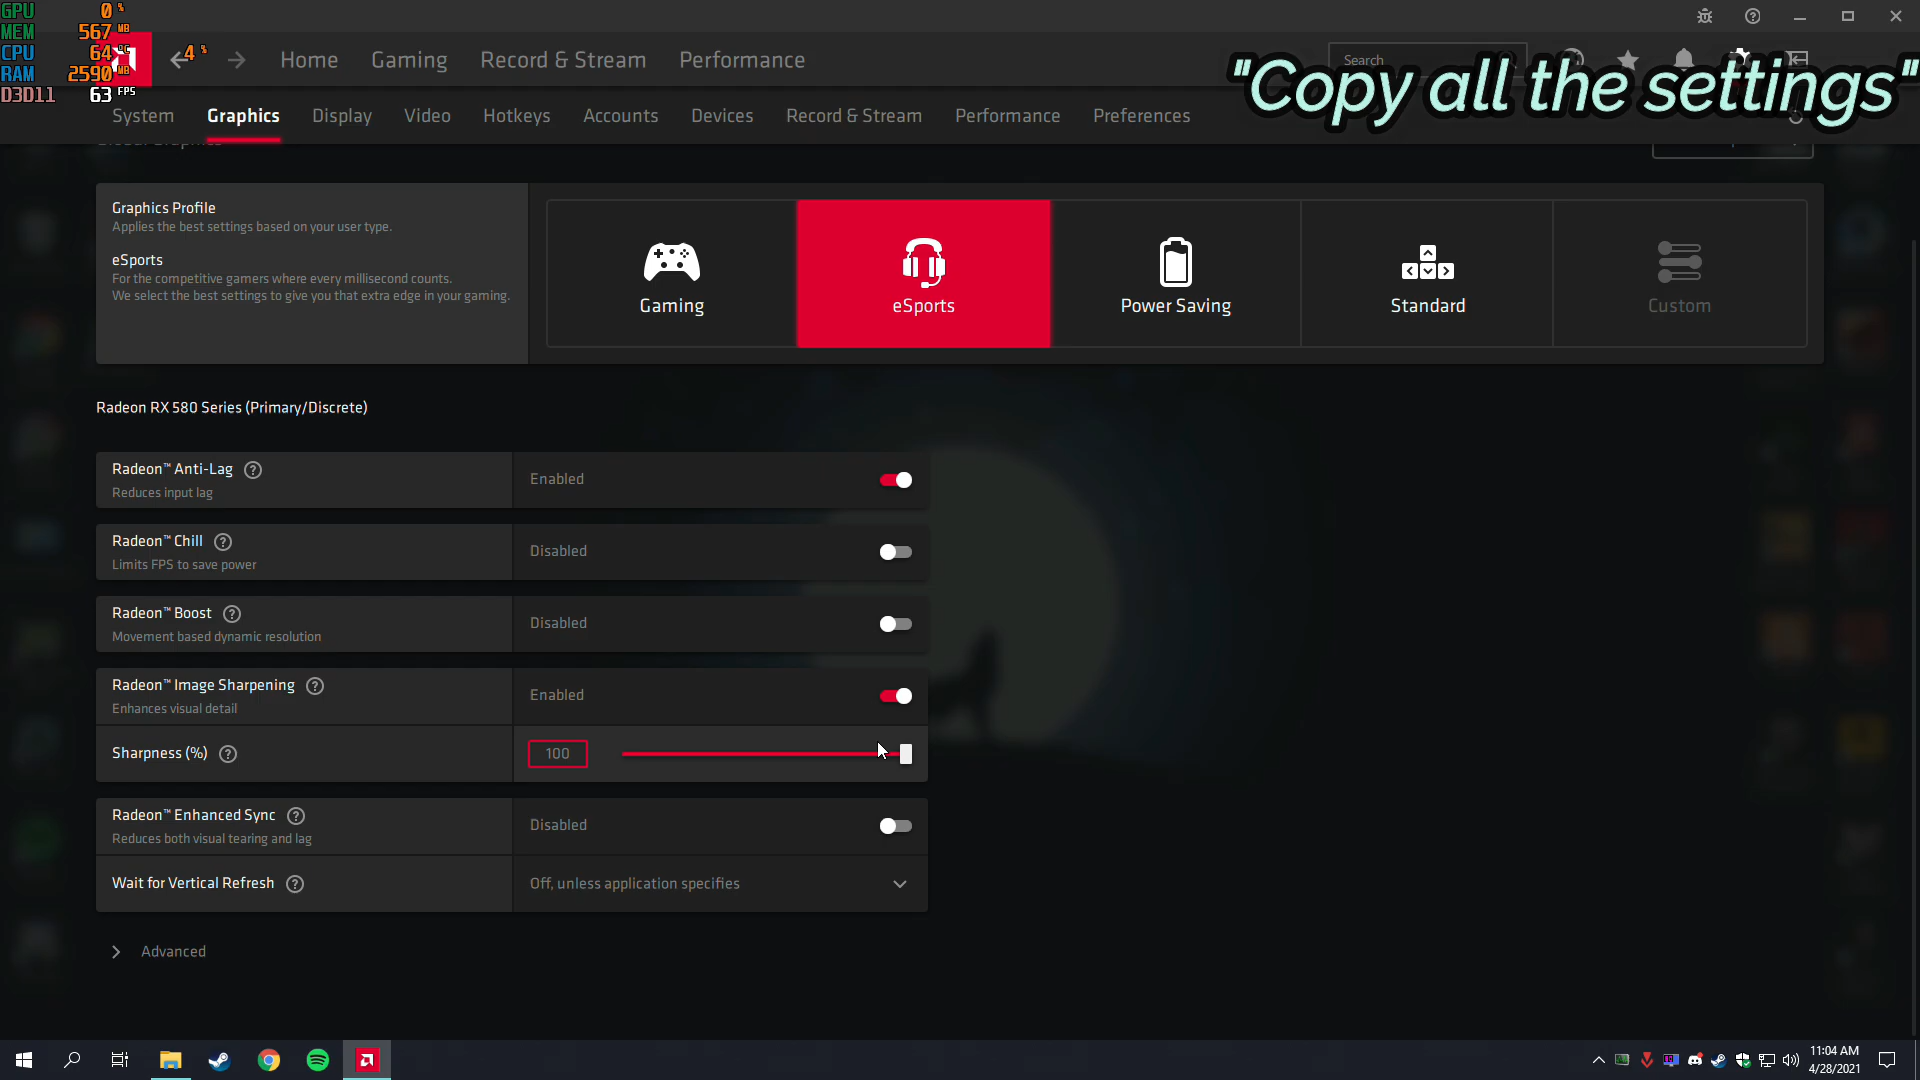 GPU 0 %
MEM 567 MB
CPU 64 °C 4 %
RAM 2590 MB
D3D11 63 FPS
Home Gaming Record & Stream Performance
Search
"Copy all the settings"
System Graphics Display Video Hotkeys Accounts Devices Record & Stream Performance Preferences
Global Graphics
Graphics Profile
Applies the best settings based on your user type.
eSports
For the competitive gamers where every millisecond counts.
We select the best settings to give you that extra edge in your gaming.
Gaming
eSports
Power Saving
Standard
Custom
Radeon RX 580 Series (Primary/Discrete)
Radeon™ Anti-Lag ?
Reduces input lag
Enabled
Radeon™ Chill ?
Limits FPS to save power
Disabled
Radeon™ Boost ?
Movement based dynamic resolution
Disabled
Radeon™ Image Sharpening ?
Enhances visual detail
Enabled
Sharpness (%) ?
100
Radeon™ Enhanced Sync ?
Reduces both visual tearing and lag
Disabled
Wait for Vertical Refresh ?
Off, unless application specifies
Advanced
11:04 AM
4/28/2021